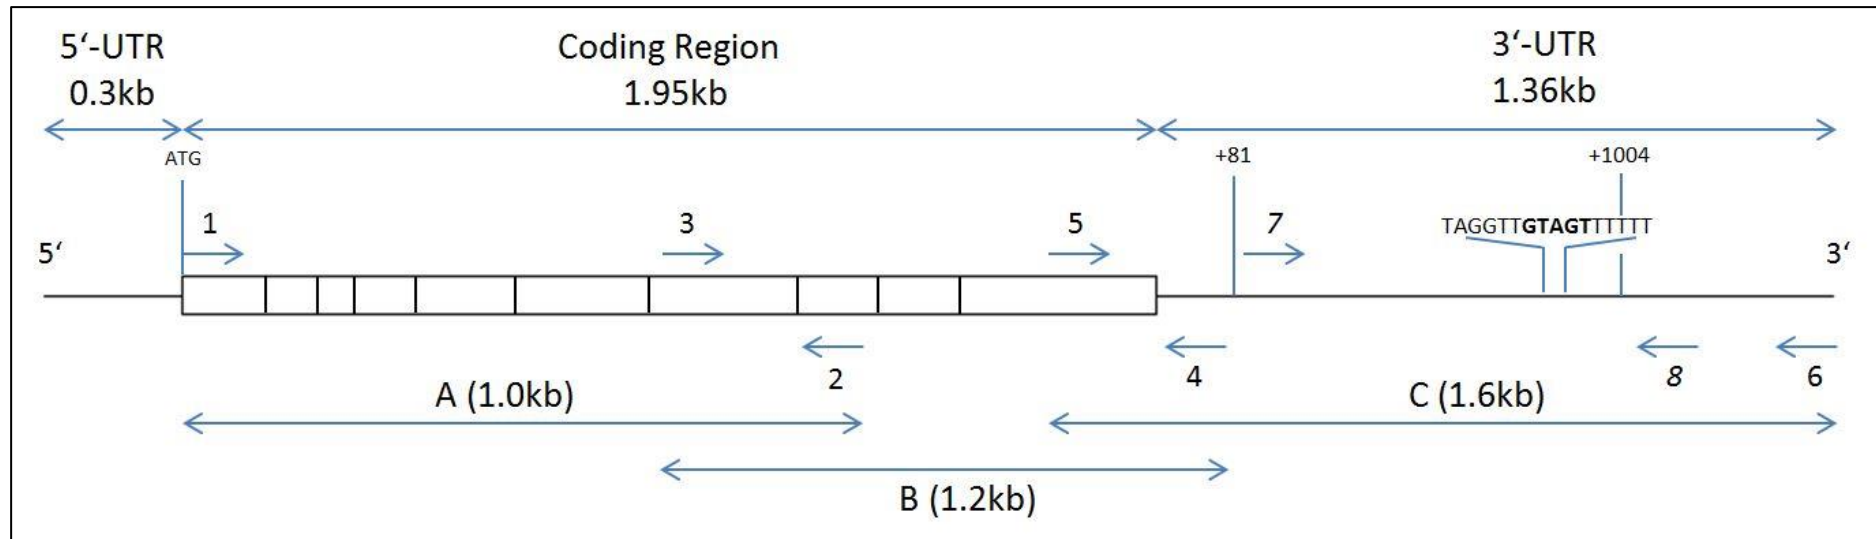 5‘-UTR
0.3kb
Coding Region
1.95kb
3‘-UTR
1.36kb
ATG
+81
+1004
1
3
5
7
TAGGTTGTAGTTTTTT
5‘
3‘
2
4
8
6
A (1.0kb)
C (1.6kb)
B (1.2kb)